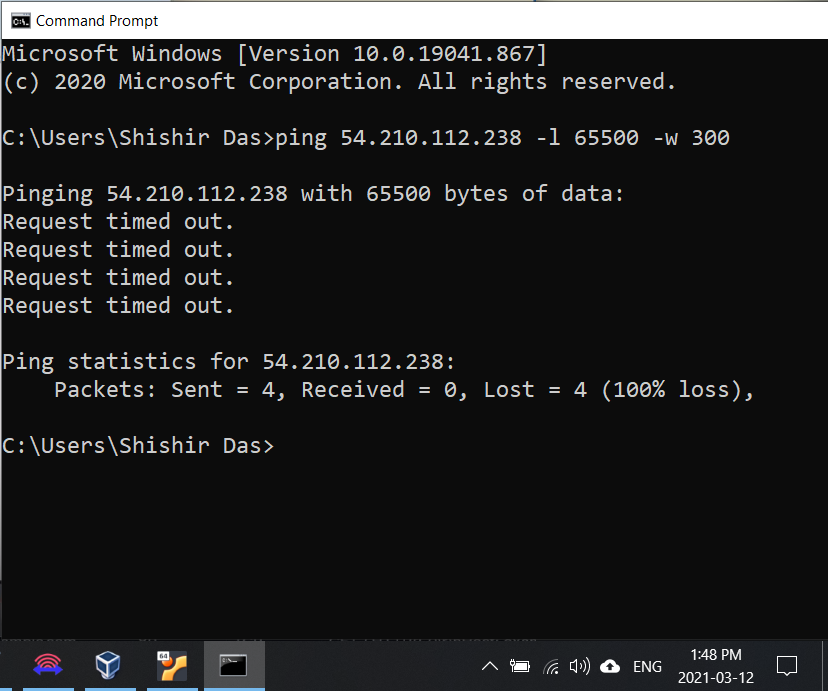 Command Prompt
Microsoft Windows [Version 10.0.19041.867]
(c) 2020 Microsoft Corporation. All rights reserved.
C:\Users\Shishir Das>ping 54.210.112.238 -l 65500 -w 300
Pinging 54.210.112.238 with 65500 bytes of data:
Request timed out.
Request timed out.
Request timed out.
Request timed out.
Ping statistics for 54.210.112.238:
    Packets: Sent = 4, Received = 0, Lost = 4 (100% loss),
C:\Users\Shishir Das>
64
ENG
1:48 PM
2021-03-12